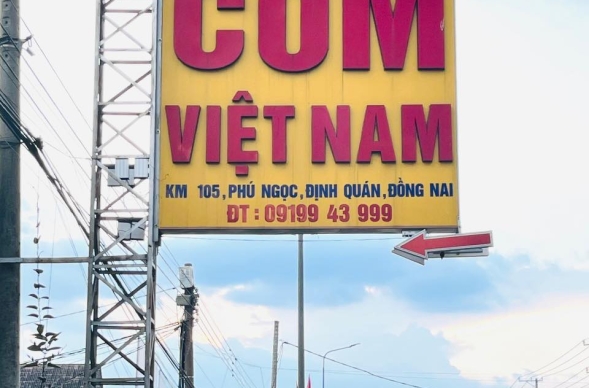 CƠM
VIỆT NAM
KM 105, PHÚ NGỌC, ĐỊNH QUÁN, ĐỒNG NAI
ĐT : 09199 43 999